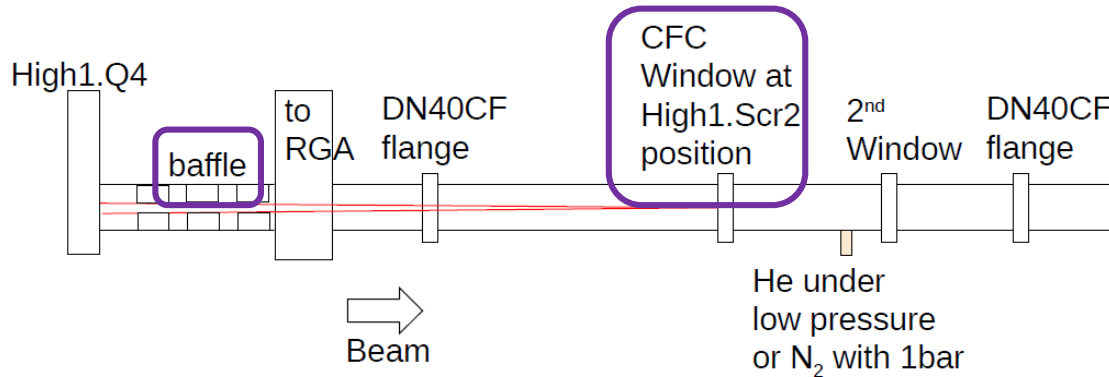 High1.Q4
baffle
to
RGA
DN40CF
flange
CFC
Window at
High1.Scr2
position
2nd
Window
DN40CF
flange
Beam
He under
low pressure
or N2 with 1bar